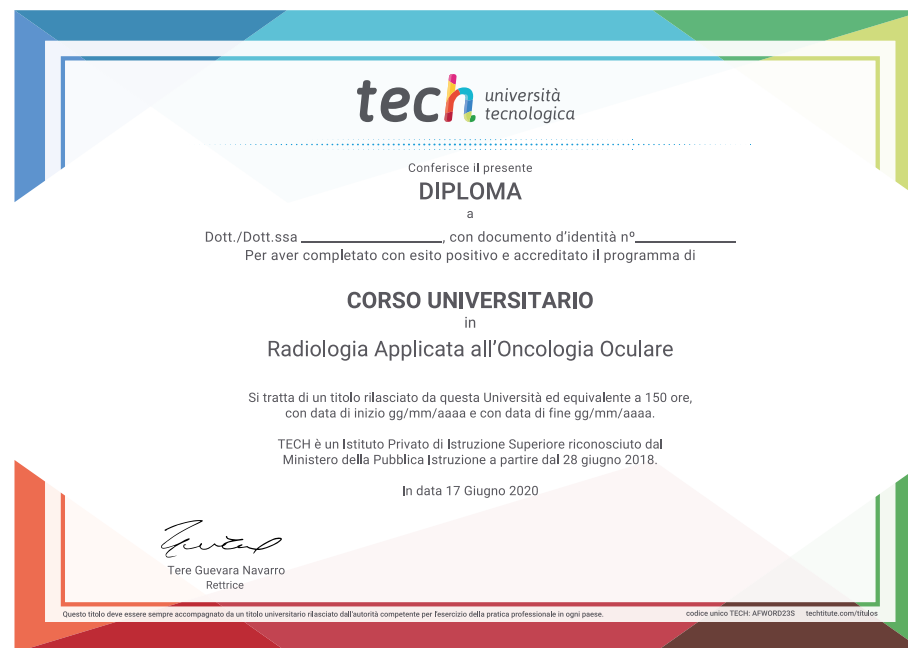 tech università
tecnologica
Conferisce il presente
DIPLOMA
a
Dott./Dott.ssa ____________________, con documento d'identità nº______________
Per aver completato con esito positivo e accreditato il programma di
CORSO UNIVERSITARIO
in
Radiologia Applicata all'Oncologia Oculare
Si tratta di un titolo rilasciato da questa Università ed equivalente a 150 ore,
con data di inizio gg/mm/aaaa e con data di fine gg/mm/aaaa.
TECH è un Istituto Privato di Istruzione Superiore riconosciuto dal
Ministero della Pubblica Istruzione a partire dal 28 giugno 2018.
In data 17 Giugno 2020
Tere Guevara Navarro
Rettrice
Questo titolo deve essere sempre accompagnato da un titolo universitario rilasciato dall'autorità competente per l'esercizio della pratica professionale in ogni paese. codice unico TECH: AFWORD23S techtitute.com/titulos